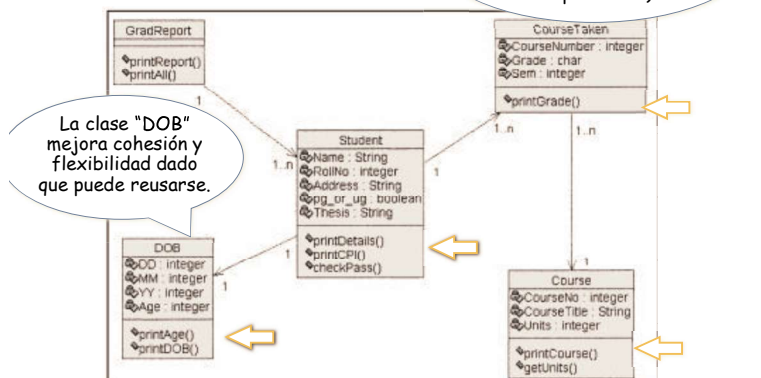 GradReport
printReport()
printAll()
1
1..n
CourseTaken
CourseNumber : integer
Grade : char
Sem : integer
printGrade()
1..n
1..n
La clase "DOB"
mejora cohesión y
flexibilidad dado
que puede reusarse.
Student
Name : String
RollNo : integer
Address : String
pg_or_ug : boolean
Thesis : String
printDetails()
printCPI()
checkPass()
1
1
1
DOB
DD : integer
MM : integer
YY : integer
Age : integer
printAge()
printDOB()
1
Course
CourseNo : integer
CourseTitle : String
Units : integer
printCourse()
getUnits()